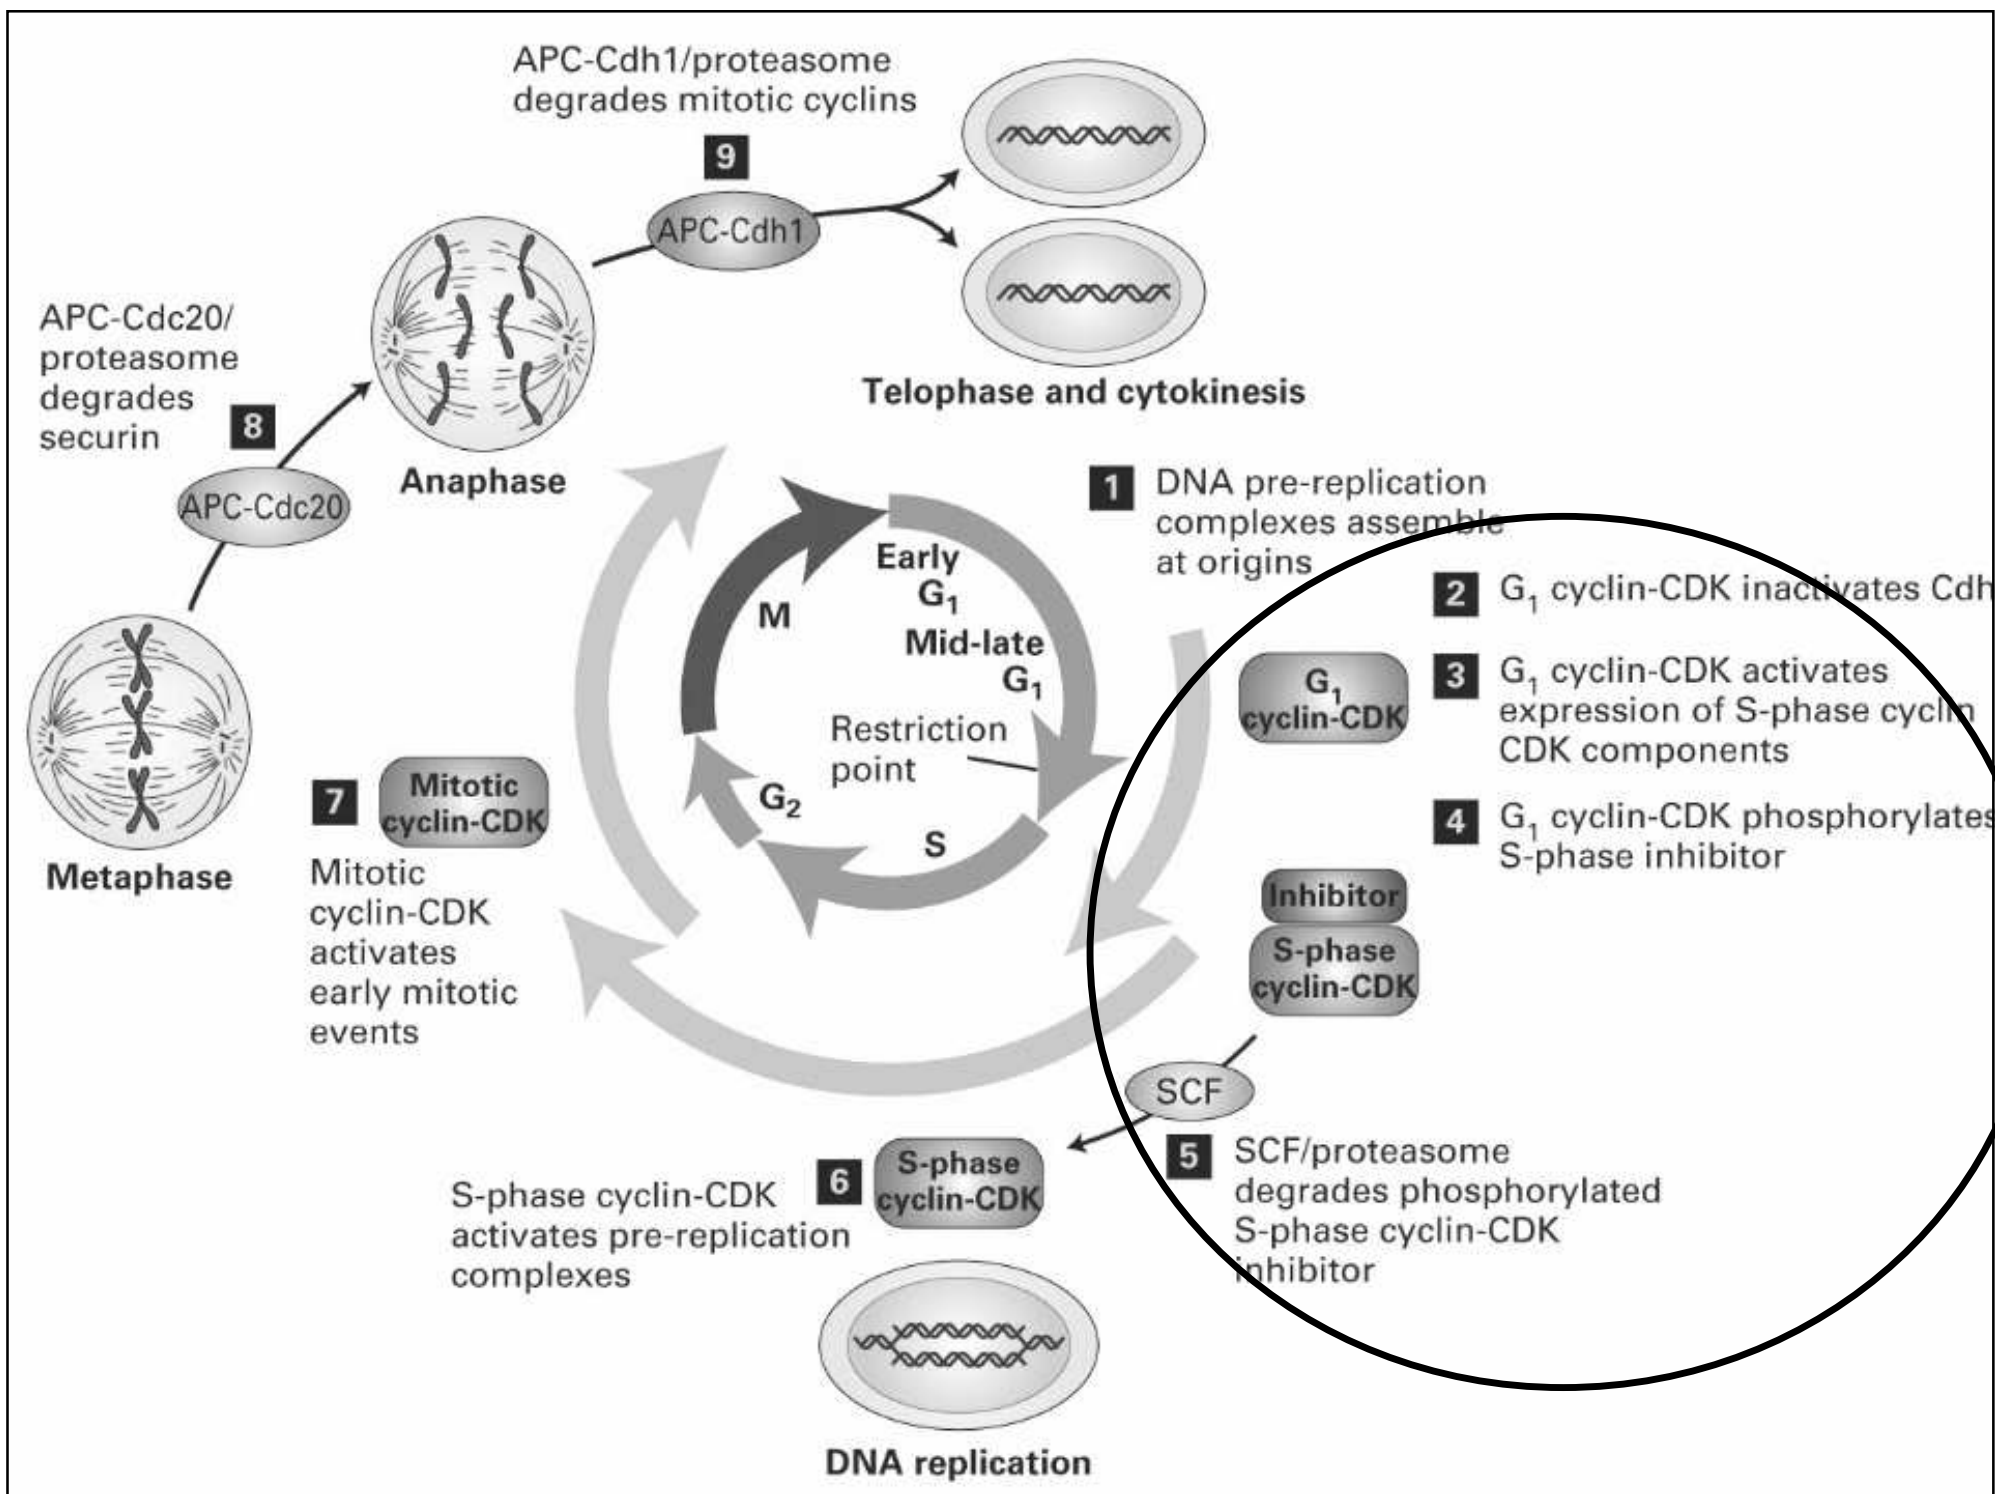 APC-Cdh1/proteasome
degrades mitotic cyclins
9
APC-Cdh1
APC-Cdc20/
proteasome
degrades
securin
8
APC-Cdc20
Anaphase
Telophase and cytokinesis
Metaphase
1
DNA pre-replication
complexes assemble
at origins
2
G1 cyclin-CDK inactivates Cdh
3
G1 cyclin-CDK activates
expression of S-phase cyclin
CDK components
4
G1 cyclin-CDK phosphorylates
S-phase inhibitor
G1
cyclin-CDK
Early
G1
Mid-late
G1
M
Restriction
point
G2
S
7
Mitotic
cyclin-CDK
Mitotic
cyclin-CDK
activates
early mitotic
events
Inhibitor
S-phase
cyclin-CDK
SCF
5
SCF/proteasome
degrades phosphorylated
S-phase cyclin-CDK
inhibitor
6
S-phase
cyclin-CDK
S-phase cyclin-CDK
activates pre-replication
complexes
DNA replication